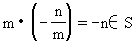 m • (−n/m) = −n ∈ S